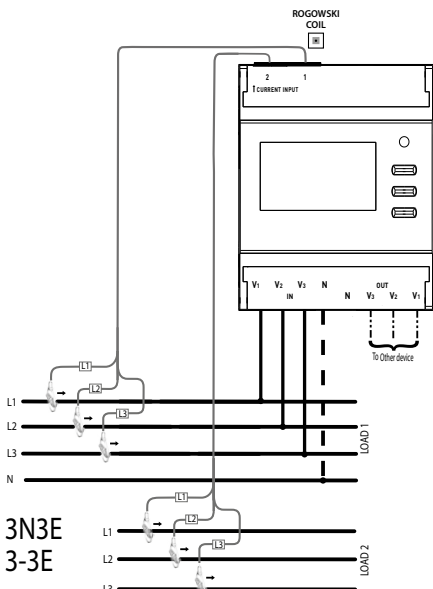 ROGOWSKI
COIL
2 1
CURRENT INPUT
V1 V2 V3 N OUT
IN N V3 V2 V1
To Other device
L1
L2
L3
L1
L2
L3
N
LOAD 1
L1
L2
L3
3N3E
3-3E
L1
L2
L3
LOAD 2